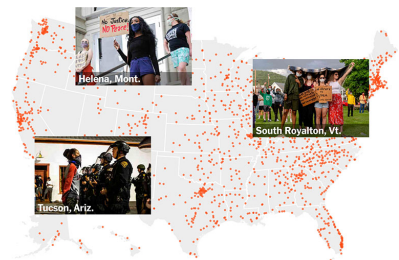 No Justice
NO PEACE
Helena, Mont.
South Royalton, Vt.
Tucson, Ariz.